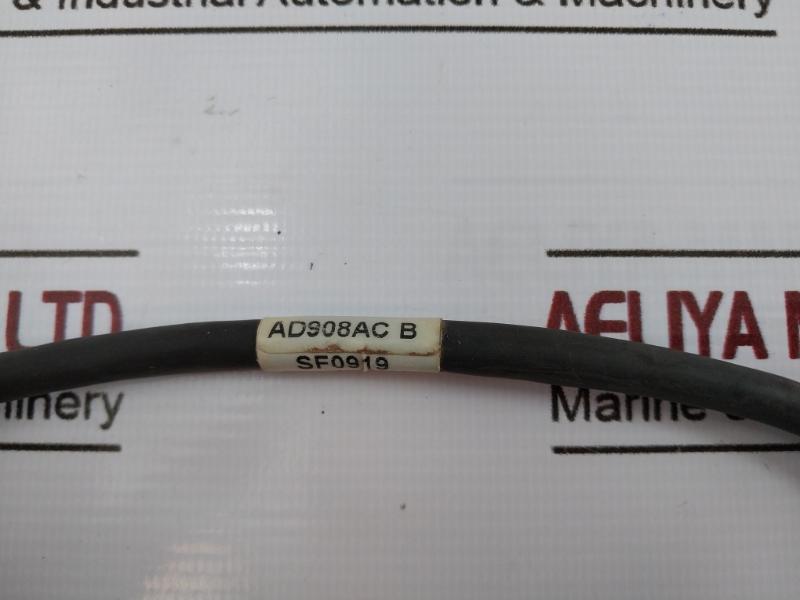 & Industrial Automation & Machinery
LTD
AELIYA M
AD908AC B
SF0919
hinery
Marine